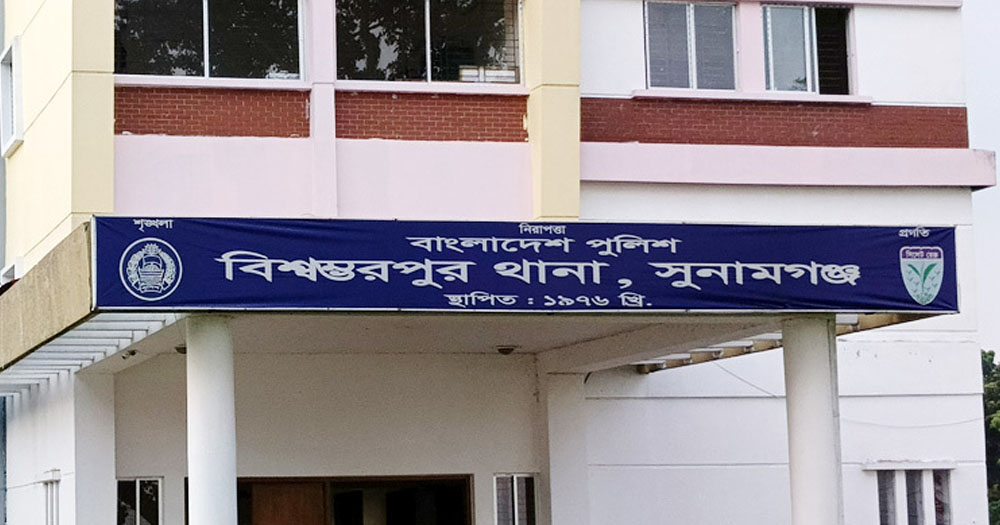 শৃঙ্খলা নিরাপত্তা প্রগতি
বাংলাদেশ পুলিশ
বিশ্বম্ভরপুর থানা, সুনামগঞ্জ
স্থাপিত : ১৯৭৬ খ্রি.
সিলেট রেঞ্জ